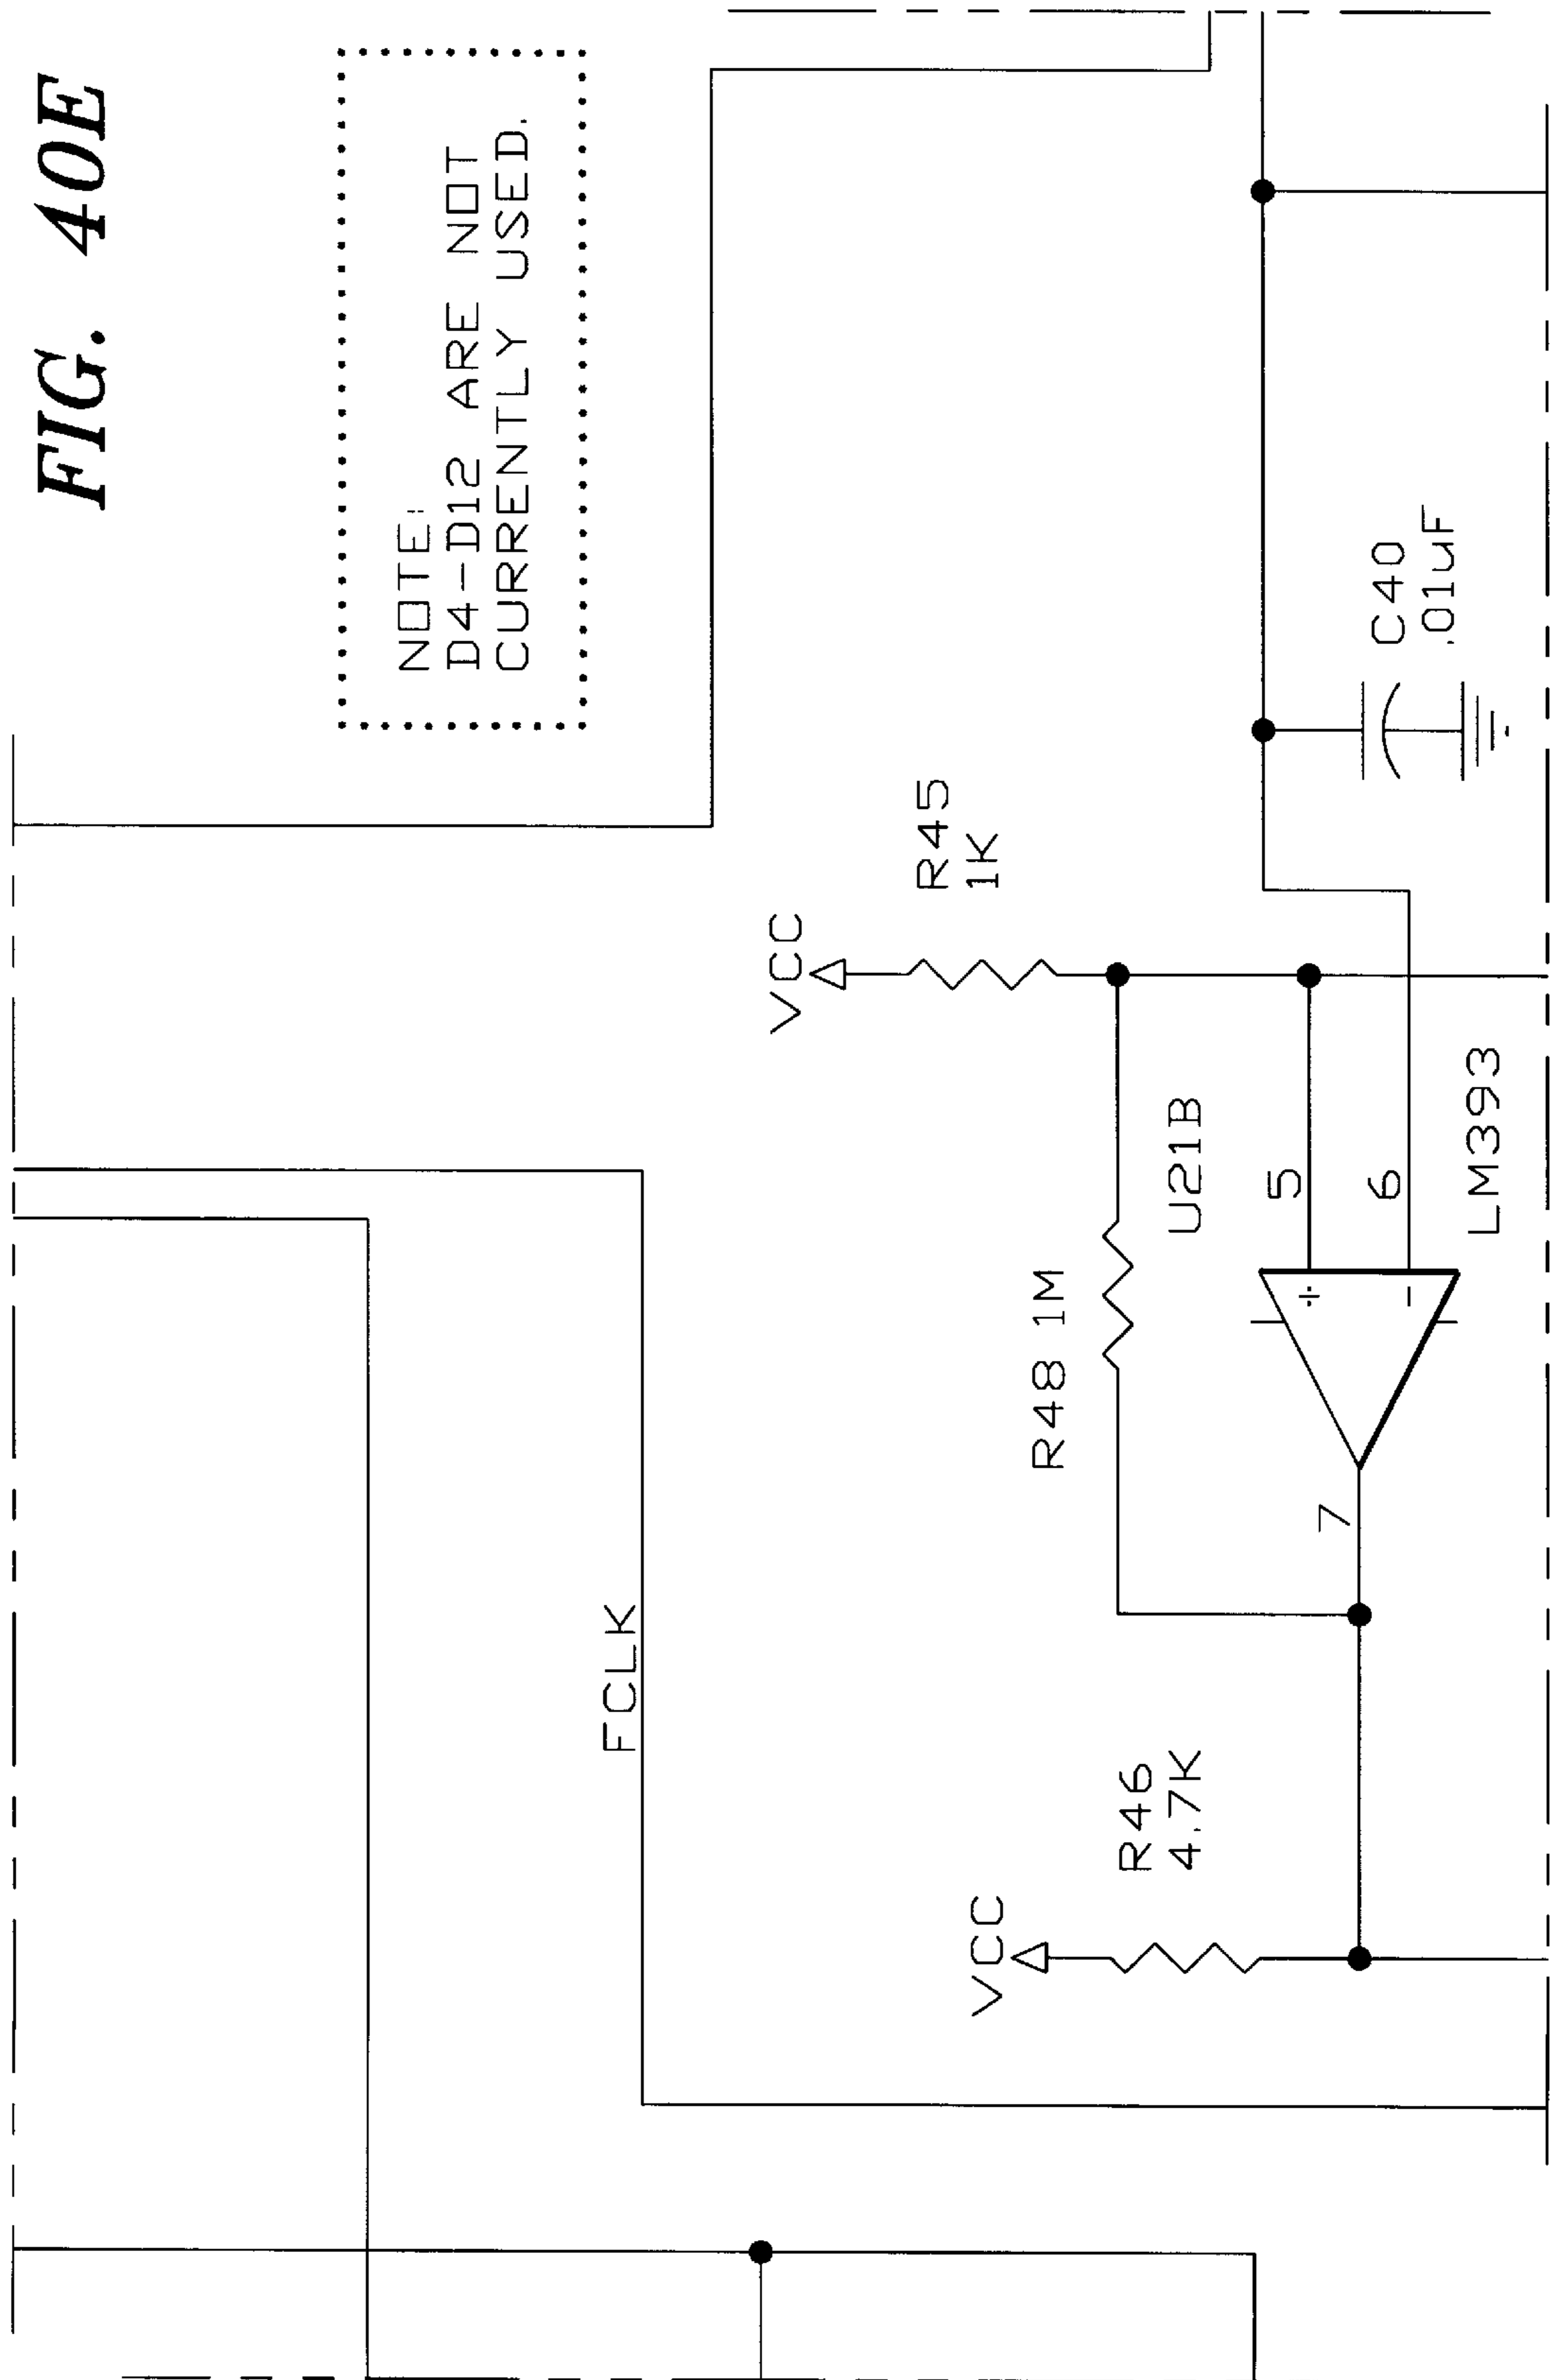 FIG. 40E
NOTE:
D4-D12 ARE NOT
CURRENTLY USED.
FCLK
VCC
R45
1K
VCC
R46
4.7K
R48 1M
U21B
5
6
7
+
-
LM393
C40
.01uF